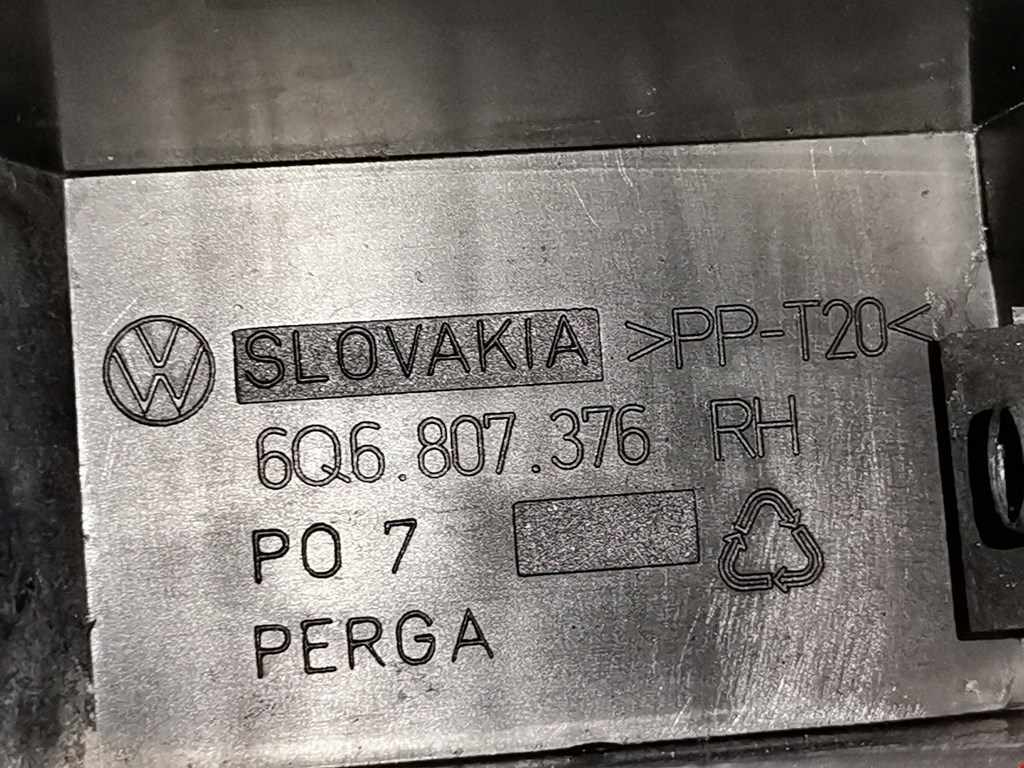 SLOVAKIA >PP-T20<
6Q6.807.376 RH
PO 7
PERGA